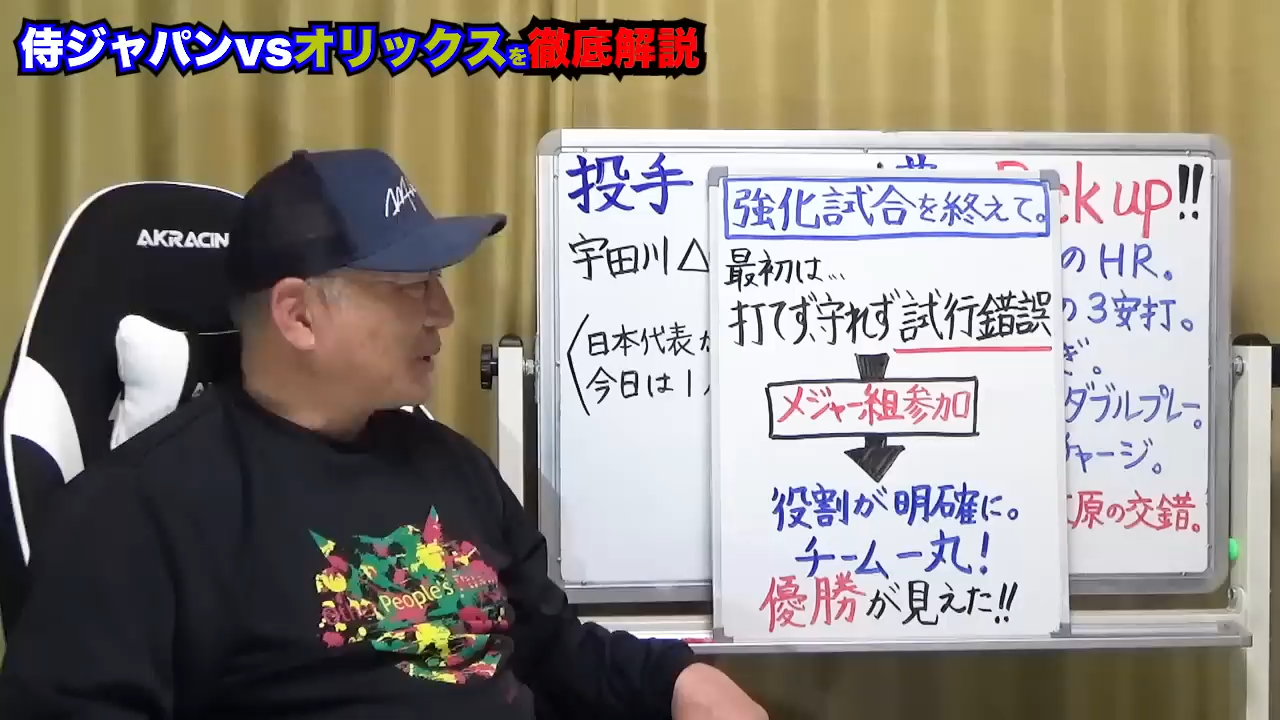 侍ジャパンvsオリックスを徹底解説
AKRACIN
投手
宇田川△
日本代表
今日は1
強化試合を終えて。
最初は…
打てず、守れず試行錯誤
メジャー組参加
役割が明確に。
チーム一丸!
優勝が見えた!!
ck up!!
のHR。
の3安打。
ぎ。
ダブルプレー。
チャージ。
原の交錯。
People's